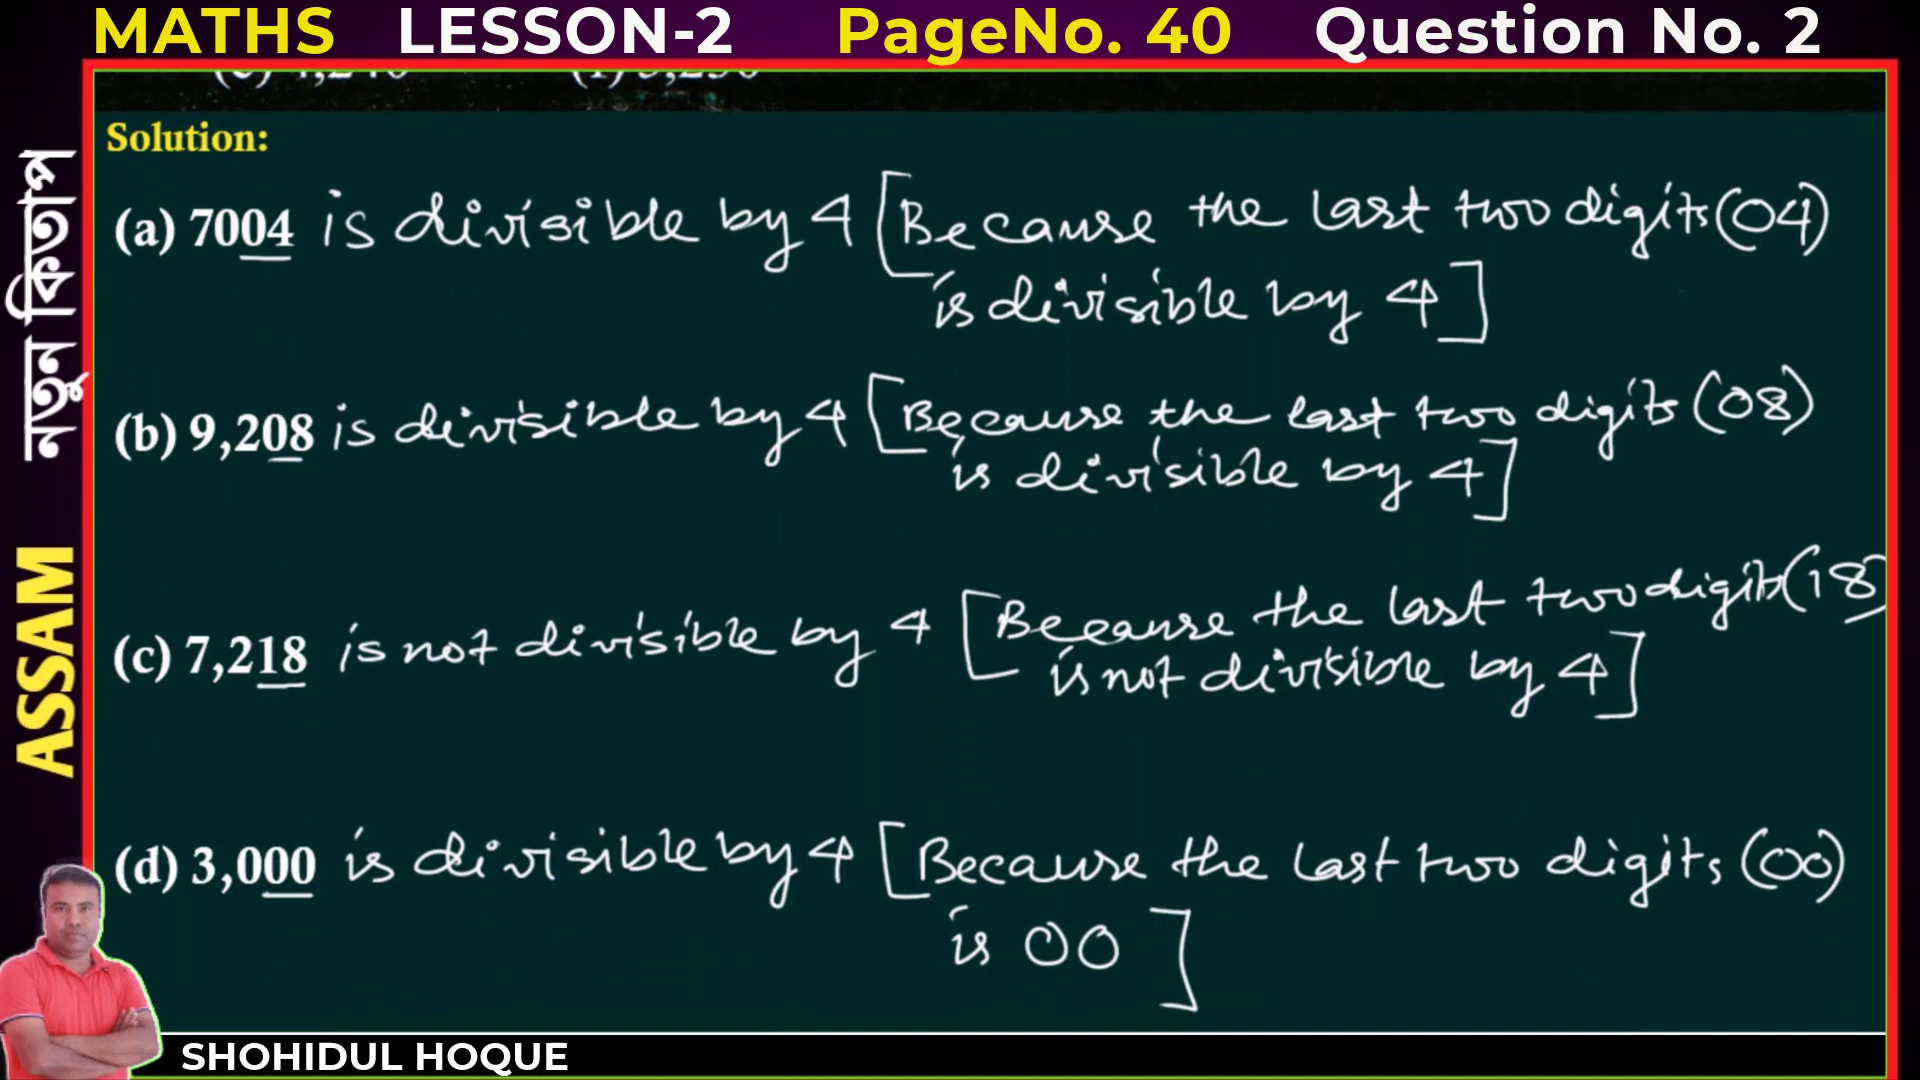 MATHS LESSON-2 PageNo. 40 Question No. 2
Solution:
(a) 7004 is divisible by 4 [Because the last two digits (04)
is divisible by 4]
(b) 9,208 is divisible by 4 [Because the last two digits (08)
is divisible by 4]
(c) 7,218 is not divisible by 4 [Because the last two digits (18)
is not divisible by 4]
(d) 3,000 is divisible by 4 [Because the last two digits (00)
is 00]
ASSAM নতুন কিতাপ
SHOHIDUL HOQUE